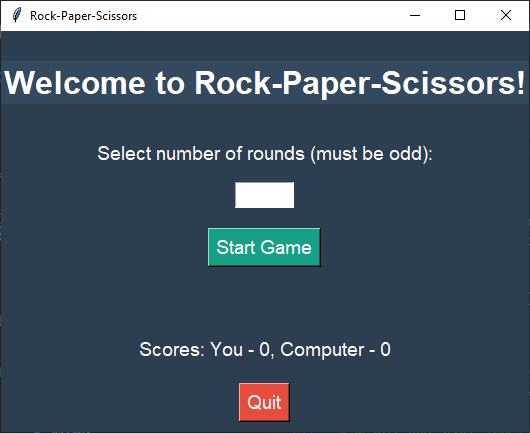 Rock-Paper-Scissors
Welcome to Rock-Paper-Scissors!
Select number of rounds (must be odd):
Start Game
Scores: You - 0, Computer - 0
Quit